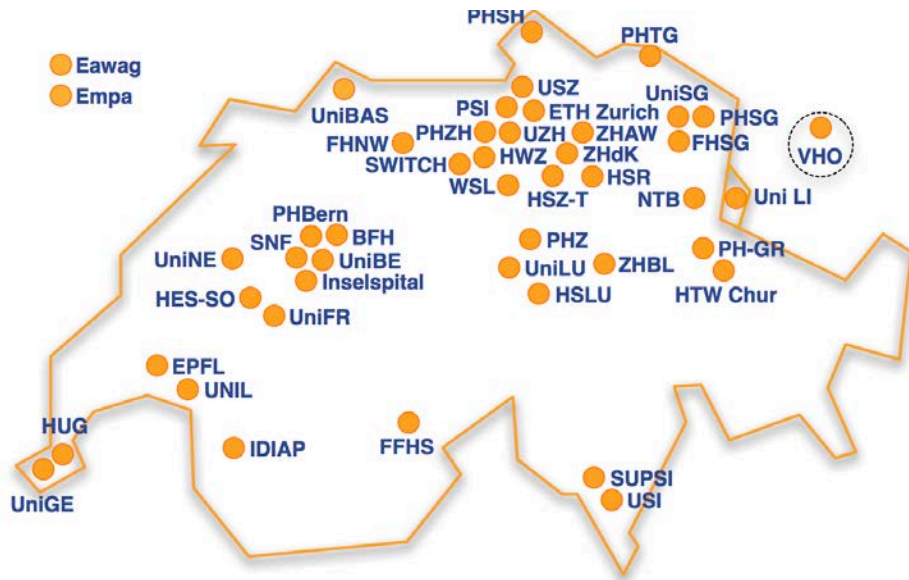 PHSH
PHTG
Eawag
Empa
UniBAS
USZ
PSI
ETH Zurich
UniSG
PHSG
FHNW
PHZH
UZH
ZHAW
FHSG
VHO
SWITCH
HWZ
ZHdK
WSL
HSZ-T
HSR
NTB
Uni LI
PHBern
SNF
BFH
UniNE
UniBE
PHZ
PH-GR
Inselspital
UniLU
ZHBL
HTW Chur
HES-SO
HSLU
UniFR
EPFL
UNIL
HUG
IDIAP
FFHS
SUPSI
UniGE
USI